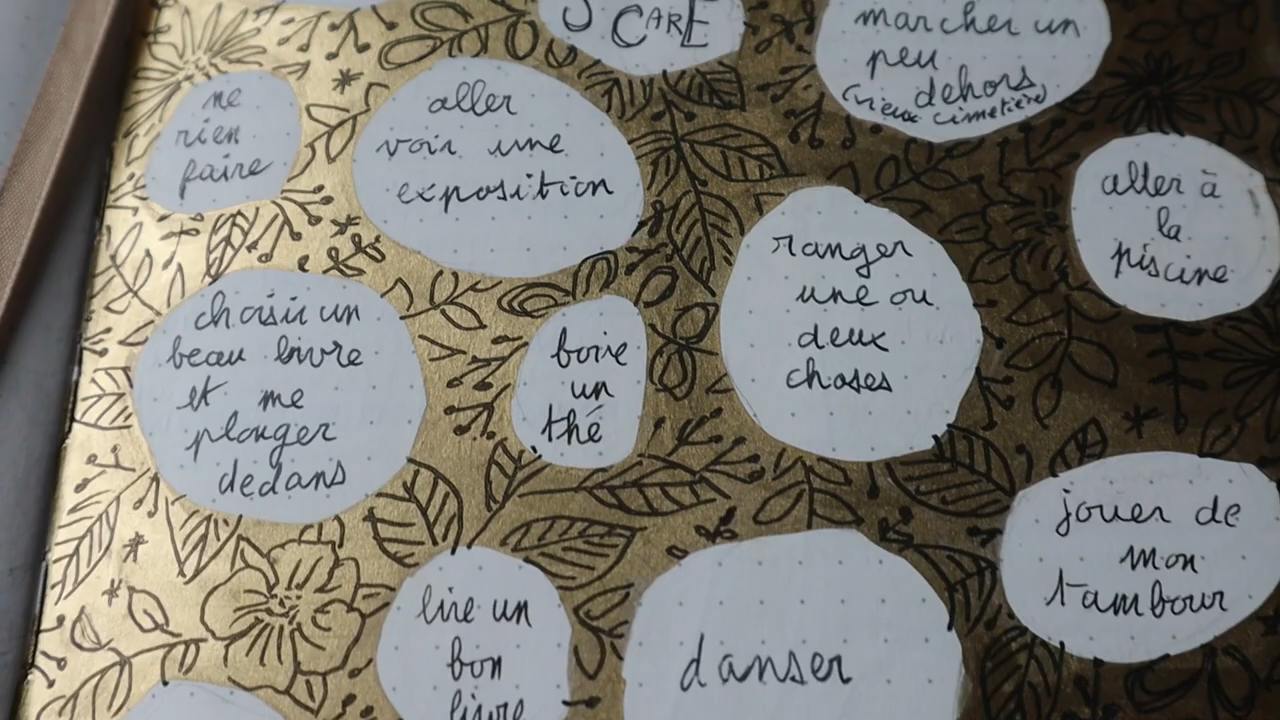 CARE
marcher un
peu
dehors
(vieux cimetière)
ne
rien
faire
aller
voir une
exposition
aller à
la
piscine
ranger
une ou
deux
choses
choisir un
beau livre
et me
plonger
dedans
boire
un
thé
jouer de
mon
tambour
lire un
bon
livre
danser